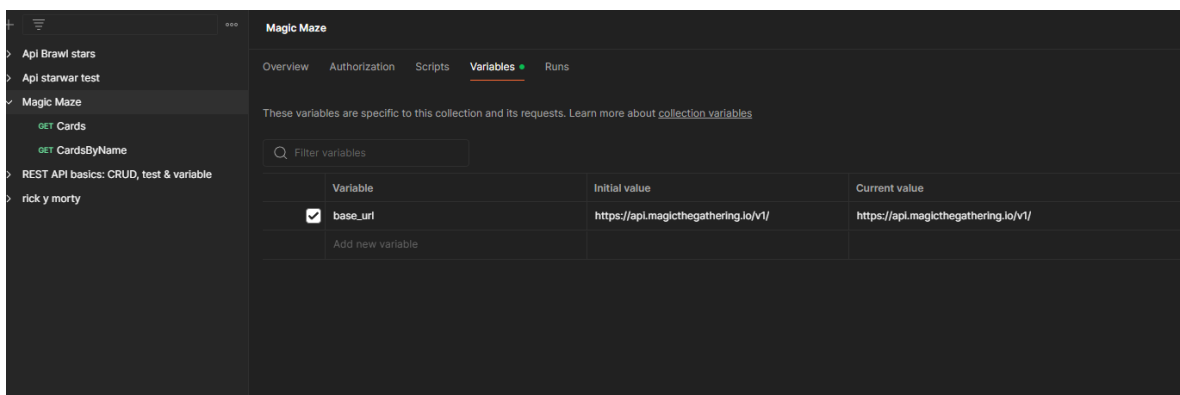 Api Brawl stars
Api starwar test
Magic Maze
GET Cards
GET CardsByName
REST API basics: CRUD, test & variable
rick y morty
Magic Maze
Overview Authorization Scripts Variables Runs
These variables are specific to this collection and its requests. Learn more about collection variables
Filter variables
Variable Initial value Current value
base_url https://api.magicthegathering.io/v1/ https://api.magicthegathering.io/v1/
Add new variable